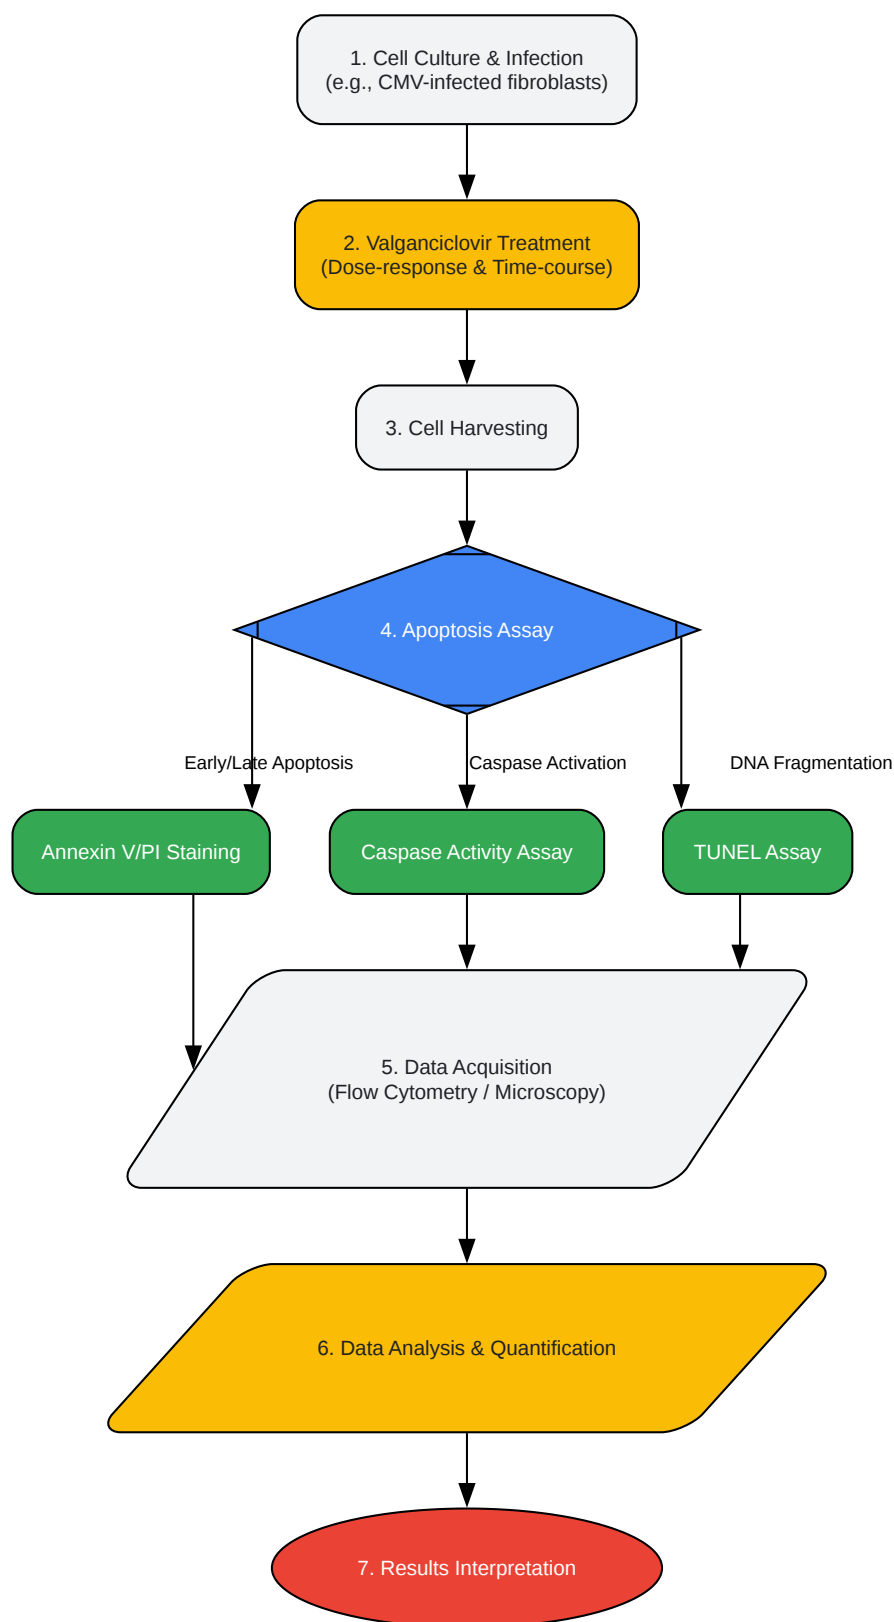 1. Cell Culture & Infection
(e.g., CMV-infected fibroblasts)
2. Valganciclovir Treatment
(Dose-response & Time-course)
3. Cell Harvesting
4. Apoptosis Assay
Early/Late Apoptosis
Caspase Activation
DNA Fragmentation
Annexin V/PI Staining
Caspase Activity Assay
TUNEL Assay
5. Data Acquisition
(Flow Cytometry / Microscopy)
6. Data Analysis & Quantification
7. Results Interpretation